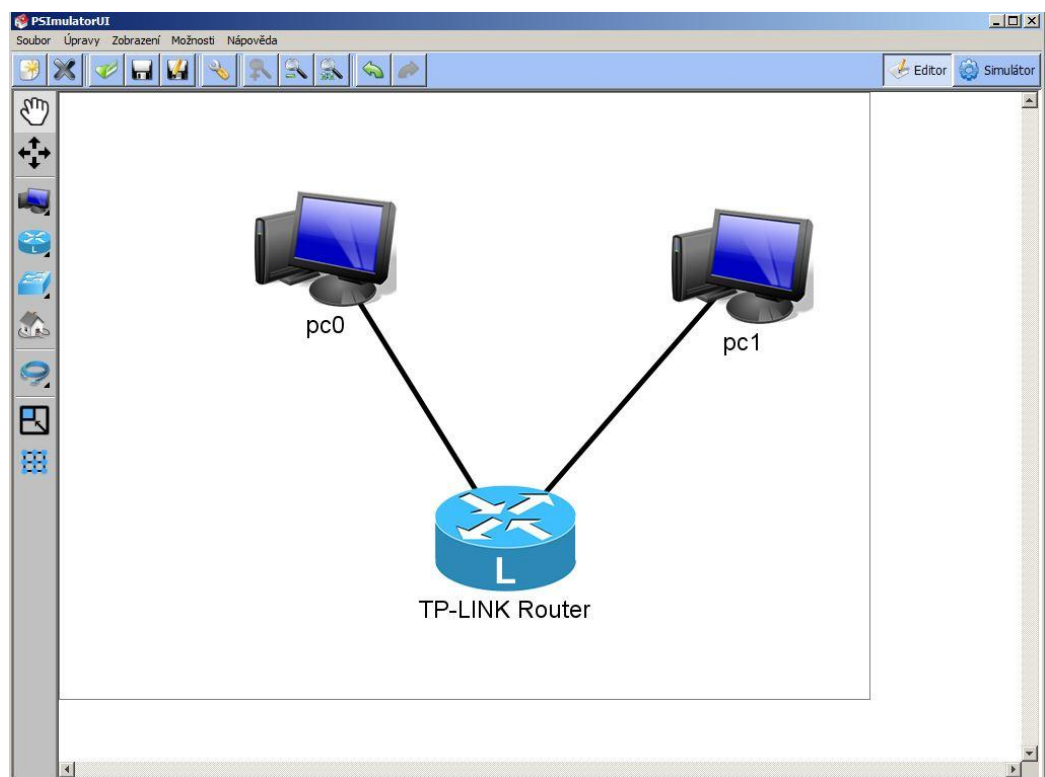 PSImulatorUI
Soubor Úpravy Zobrazení Možnosti Nápověda
Editor Simulátor
pc0
pc1
L
TP-LINK Router